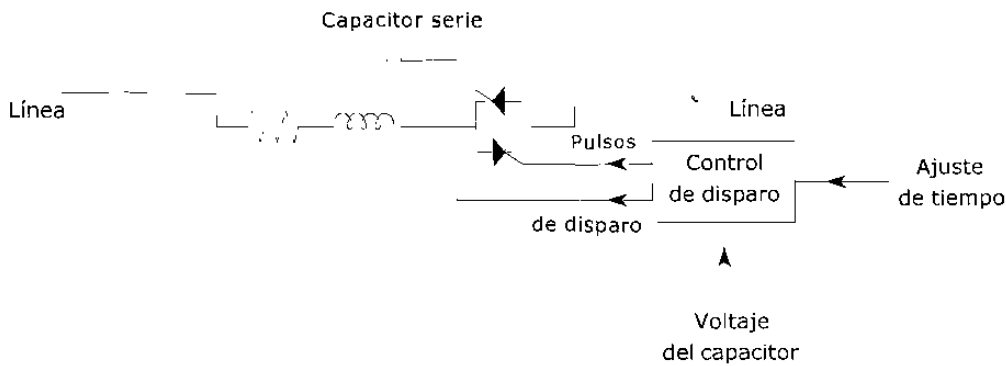 Capacitor serie
Línea
Línea
Pulsos
de disparo
Control
de disparo
Ajuste
de tiempo
Voltaje
del capacitor